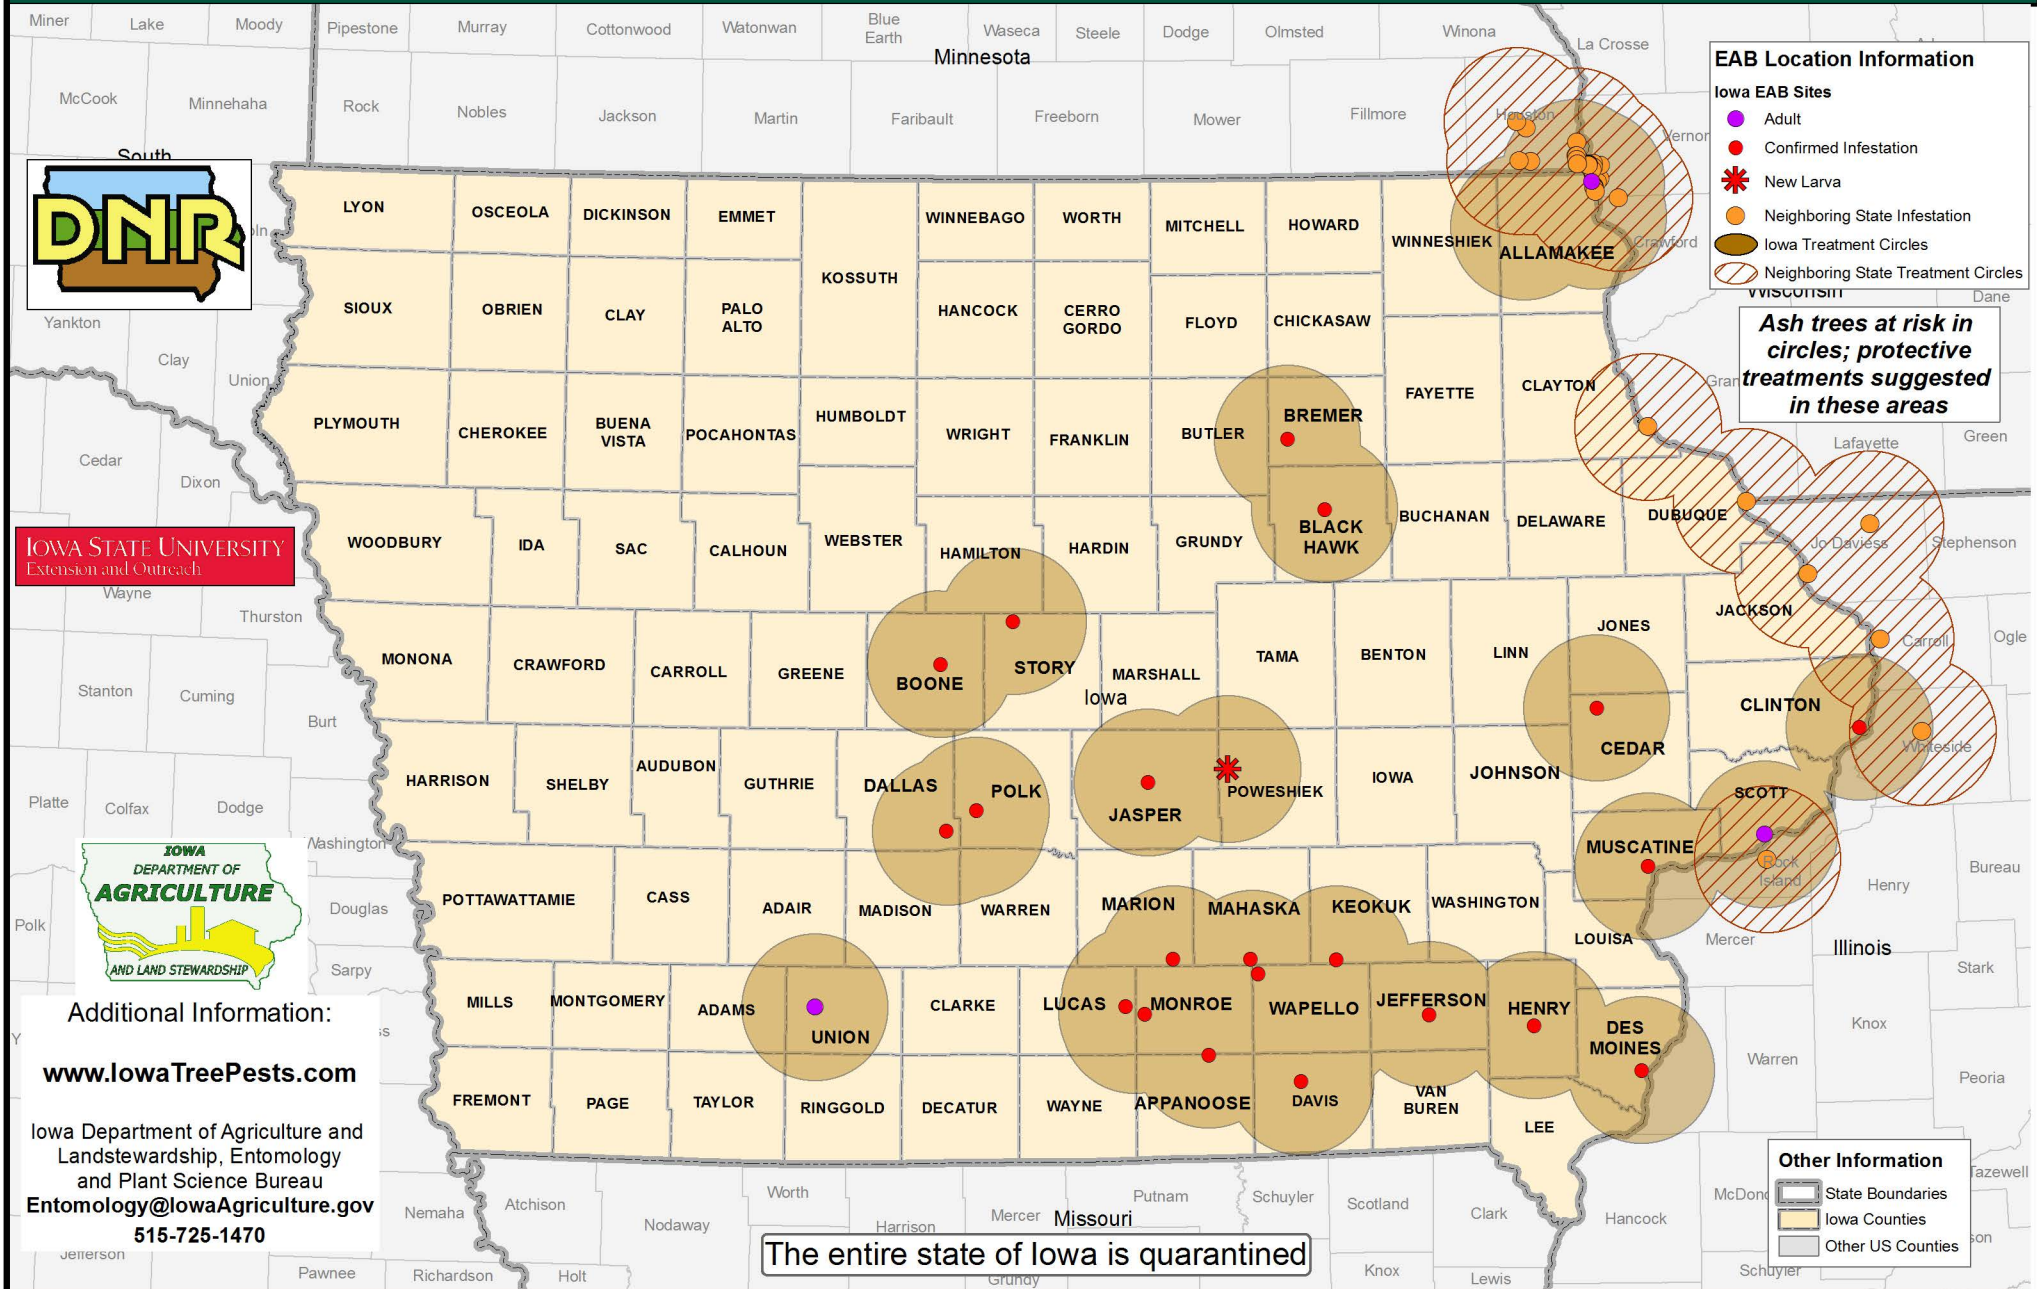 Miner
Lake
Moody
Pipestone
Murray
Cottonwood
Watonwan
Blue
Earth
Waseca
Steele
Dodge
Olmsted
Winona
La Crosse
Minnesota
McCook
Minnehaha
Rock
Nobles
Jackson
Martin
Faribault
Freeborn
Mower
Fillmore
Houston
Vernon
Crawford
EAB Location Information
Iowa EAB Sites
Adult
Confirmed Infestation
New Larva
Neighboring State Infestation
Iowa Treatment Circles
Neighboring State Treatment Circles
Wisconsin
Dane
Ash trees at risk in
circles; protective
treatments suggested
in these areas
South
DNR
LYON
OSCEOLA
DICKINSON
EMMET
WINNEBAGO
WORTH
MITCHELL
HOWARD
WINNESHIEK
ALLAMAKEE
KOSSUTH
SIOUX
OBRIEN
CLAY
PALO
ALTO
HANCOCK
CERRO
GORDO
FLOYD
CHICKASAW
Yankton
Clay
Union
FAYETTE
CLAYTON
PLYMOUTH
CHEROKEE
BUENA
VISTA
POCAHONTAS
HUMBOLDT
WRIGHT
FRANKLIN
BUTLER
BREMER
Lafayette
Green
Cedar
Dixon
WOODBURY
IDA
SAC
CALHOUN
WEBSTER
HAMILTON
HARDIN
GRUNDY
BLACK
HAWK
BUCHANAN
DELAWARE
DUBUQUE
Jo Daviess
Stephenson
IOWA STATE UNIVERSITY
Extension and Outreach
Wayne
Thurston
MONONA
CRAWFORD
CARROLL
GREENE
BOONE
STORY
MARSHALL
Iowa
TAMA
BENTON
LINN
JONES
JACKSON
Carroll
Ogle
Stanton
Cuming
Burt
CLINTON
CEDAR
Whiteside
HARRISON
SHELBY
AUDUBON
GUTHRIE
DALLAS
POLK
JASPER
POWESHIEK
IOWA
JOHNSON
SCOTT
MUSCATINE
Rock
Island
Henry
Bureau
Platte
Colfax
Dodge
Washington
IOWA
DEPARTMENT OF
AGRICULTURE
AND LAND STEWARDSHIP
Polk
Douglas
Sarpy
POTTAWATTAMIE
CASS
ADAIR
MADISON
WARREN
MARION
MAHASKA
KEOKUK
WASHINGTON
LOUISA
Mercer
Illinois
Stark
MILLS
MONTGOMERY
ADAMS
UNION
CLARKE
LUCAS
MONROE
WAPELLO
JEFFERSON
HENRY
DES
MOINES
Knox
Warren
Peoria
Additional Information:
www.IowaTreePests.com
Iowa Department of Agriculture and
Landstewardship, Entomology
and Plant Science Bureau
Entomology@IowaAgriculture.gov
515-725-1470
FREMONT
PAGE
TAYLOR
RINGGOLD
DECATUR
WAYNE
APPANOOSE
DAVIS
VAN
BUREN
LEE
Other Information
State Boundaries
Iowa Counties
Other US Counties
Tazewell
Hancock
Schuyler
Nemaha
Atchison
Nodaway
Worth
Harrison
Mercer
Missouri
Putnam
Schuyler
Scotland
Clark
Jefferson
Pawnee
Richardson
Holt
Grundy
Knox
Lewis
The entire state of Iowa is quarantined